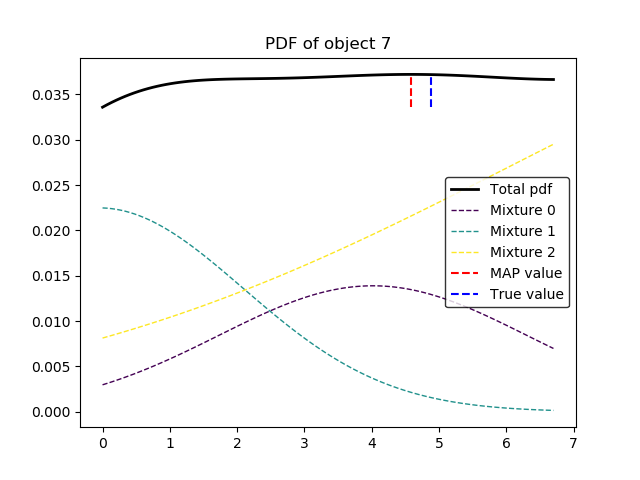 PDF of object 7
0.035
0.030
0.025
0.020
0.015
0.010
0.005
0.000
Total pdf
Mixture 0
Mixture 1
Mixture 2
MAP value
True value
0 1 2 3 4 5 6 7